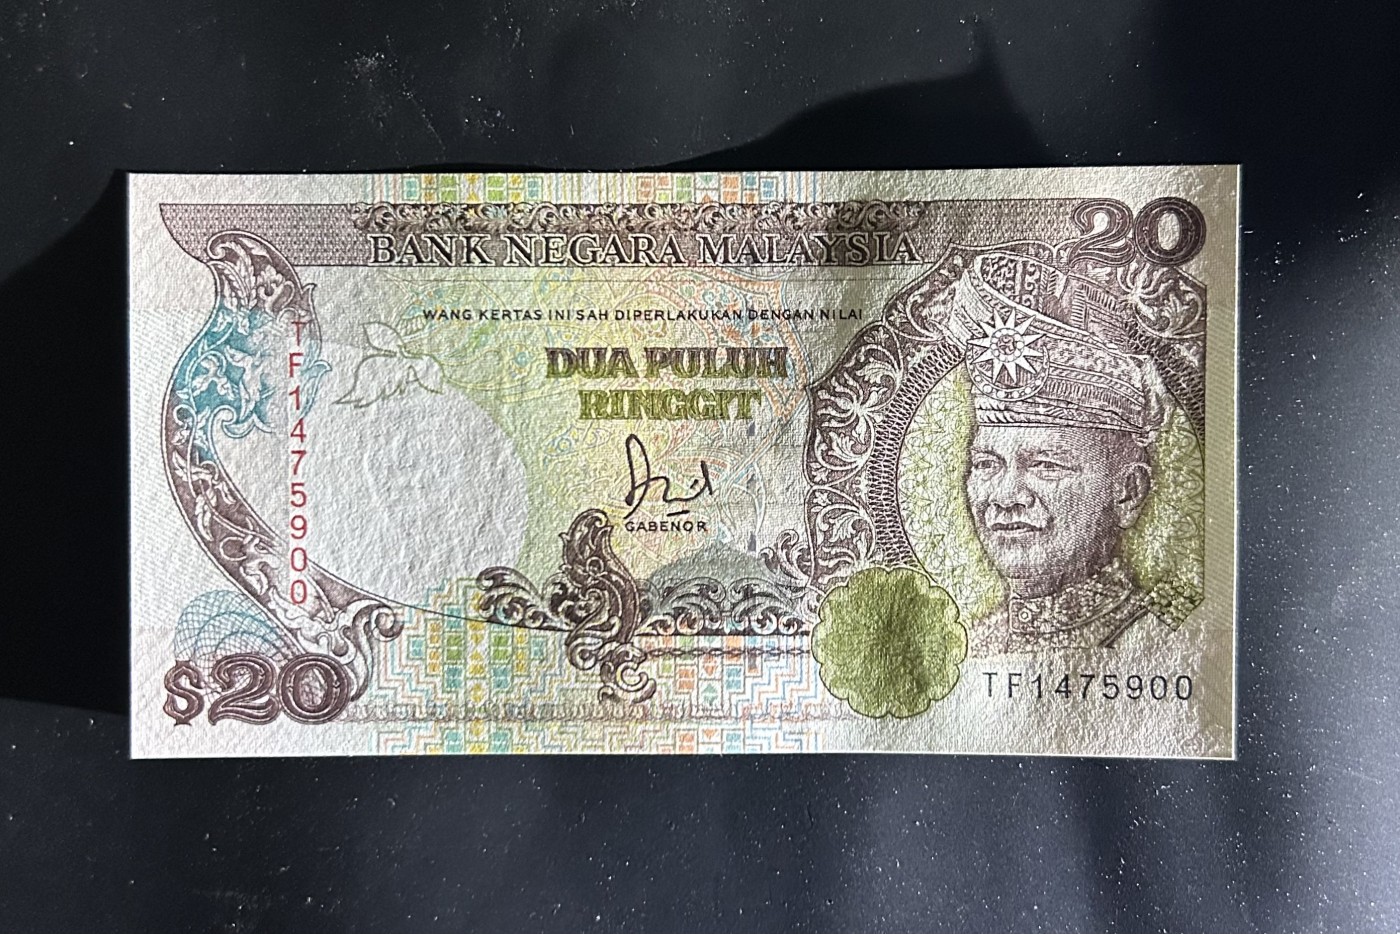 BANK NEGARA MALAYSIA
20
WANG KERTAS INI SAH DIPERLAKUKAN DENGAN NILAI
DUA PULUH
RINGGIT
TF1475900
GABENOR
$20
TF1475900